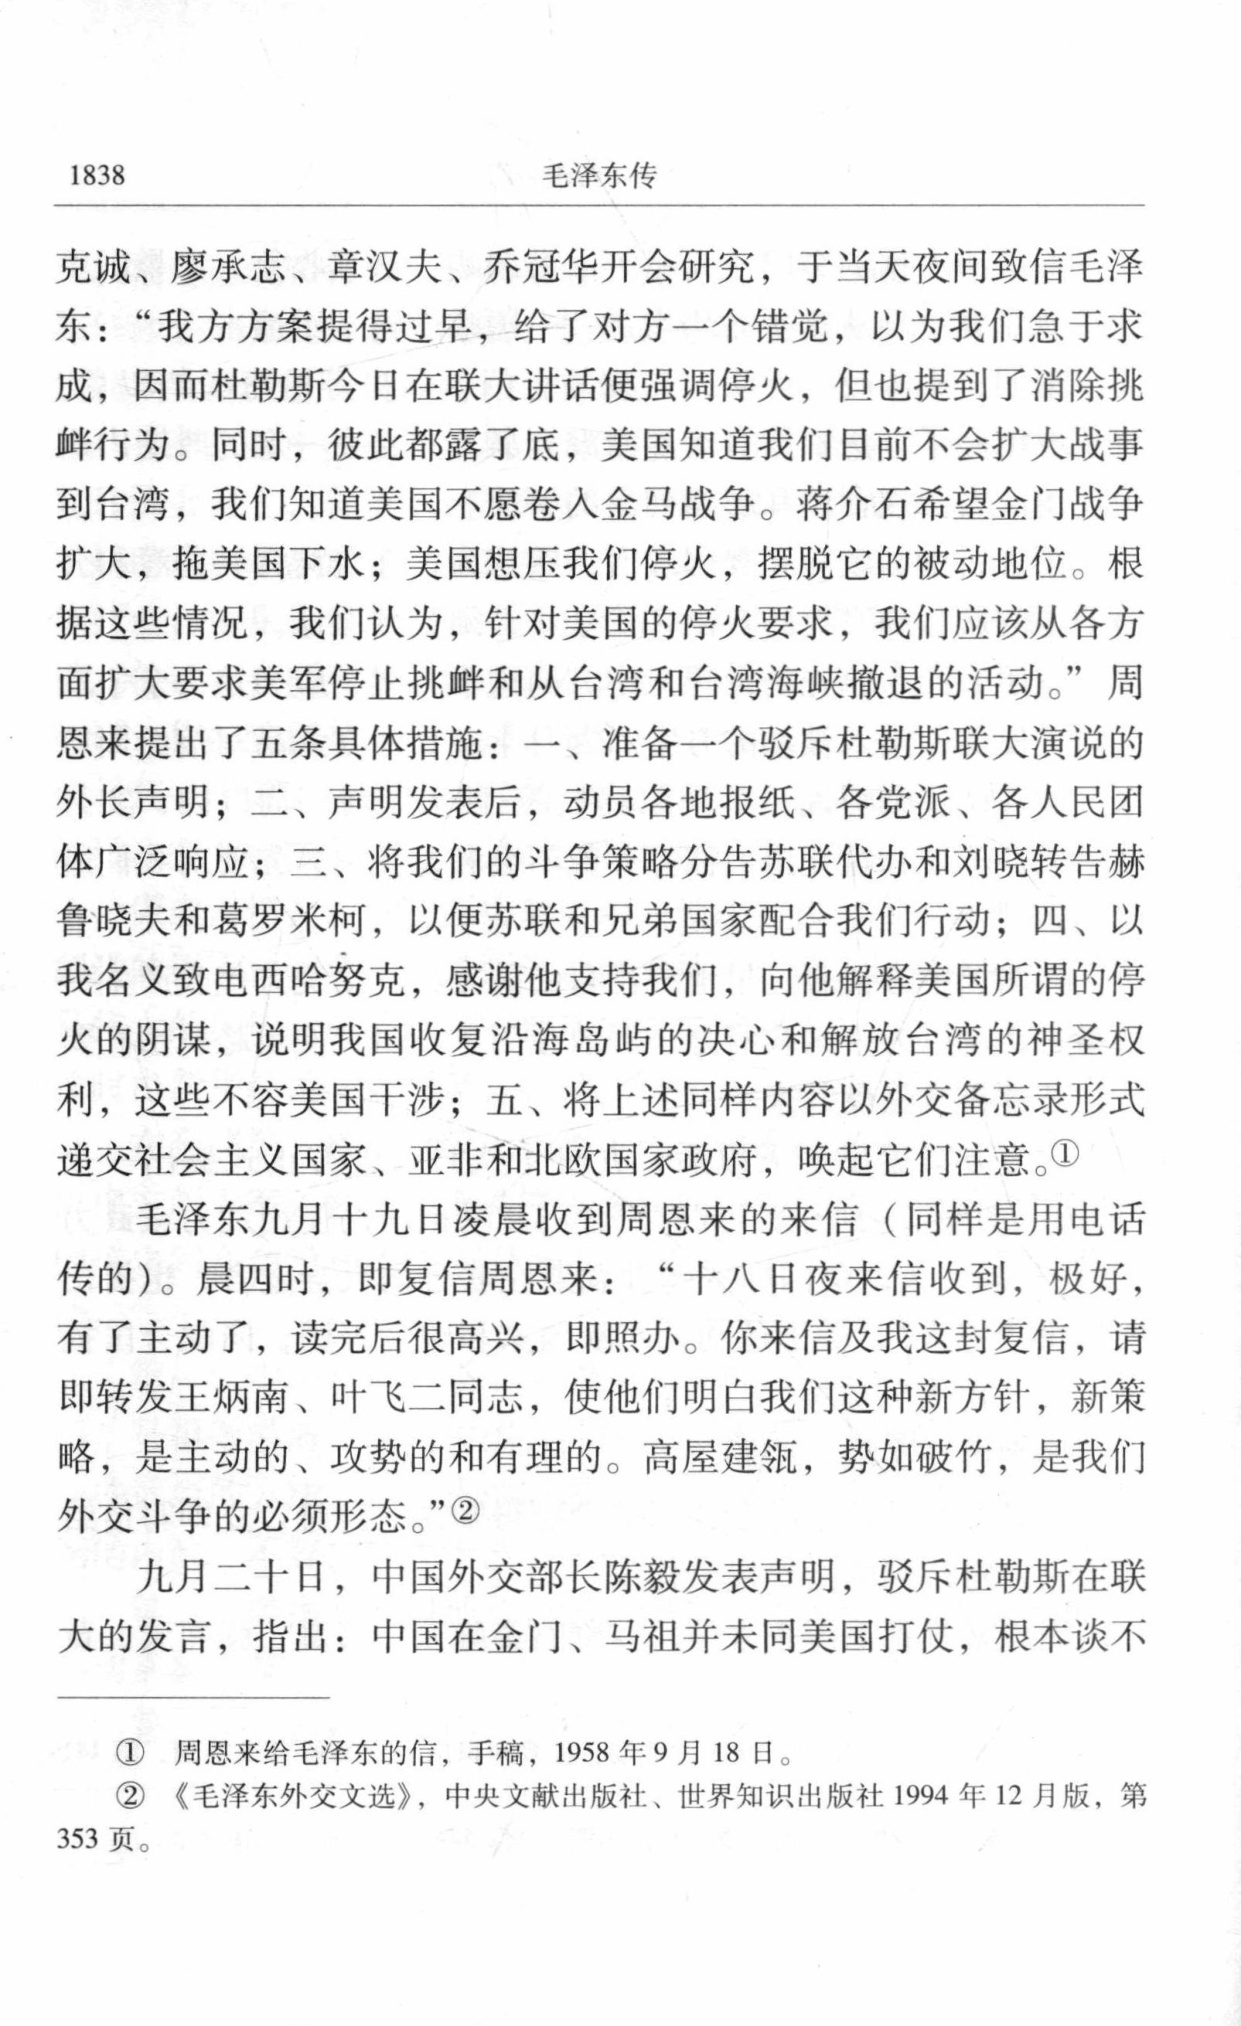 1838
毛泽东传
克诚、廖承志、章汉夫、乔冠华开会研究，于当天夜间致信毛泽
东：“我方方案提得过早，给了对方一个错觉，以为我们急于求
成，因而杜勒斯今日在联大讲话便强调停火，但也提到了消除挑
衅行为。同时，彼此都露了底，美国知道我们目前不会扩大战事
到台湾，我们知道美国不愿卷入金马战争。蒋介石希望金门战争
扩大，拖美国下水；美国想压我们停火，摆脱它的被动地位。根
据这些情况，我们认为，针对美国的停火要求，我们应该从各方
面扩大要求美军停止挑衅和从台湾和台湾海峡撤退的活动。”周
恩来提出了五条具体措施：一、准备一个驳斥杜勒斯联大演说的
外长声明；二、声明发表后，动员各地报纸、各党派、各人民团
体广泛响应；三、将我们的斗争策略分告苏联代办和刘晓转告赫
鲁晓夫和葛罗米柯，以便苏联和兄弟国家配合我们行动；四、以
我名义致电西哈努克，感谢他支持我们，向他解释美国所谓的停
火的阴谋，说明我国收复沿海岛屿的决心和解放台湾的神圣权
利，这些不容美国干涉；五、将上述同样内容以外交备忘录形式
递交社会主义国家、亚非和北欧国家政府，唤起它们注意。①
毛泽东九月十九日凌晨收到周恩来的来信（同样是用电话
传的）。晨四时，即复信周恩来：“十八日夜来信收到，极好，
有了主动了，读完后很高兴，即照办。你来信及我这封复信，请
即转发王炳南、叶飞二同志，使他们明白我们这种新方针，新策
略，是主动的、攻势的和有理的。高屋建瓴，势如破竹，是我们
外交斗争的必须形态。”②
九月二十日，中国外交部长陈毅发表声明，驳斥杜勒斯在联
大的发言，指出：中国在金门、马祖并未同美国打仗，根本谈不
① 周恩来给毛泽东的信，手稿，1958年9月18日。
② 《毛泽东外交文选》，中央文献出版社、世界知识出版社1994年12月版，第
353页。